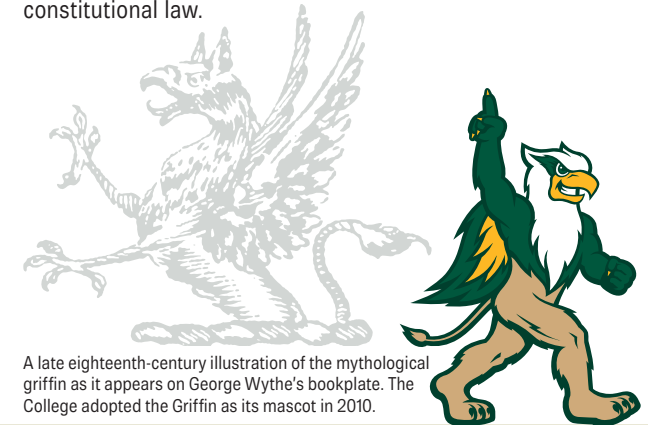 constitutional law.
A late eighteenth-century illustration of the mythological
griffin as it appears on George Wythe’s bookplate. The
College adopted the Griffin as its mascot in 2010.